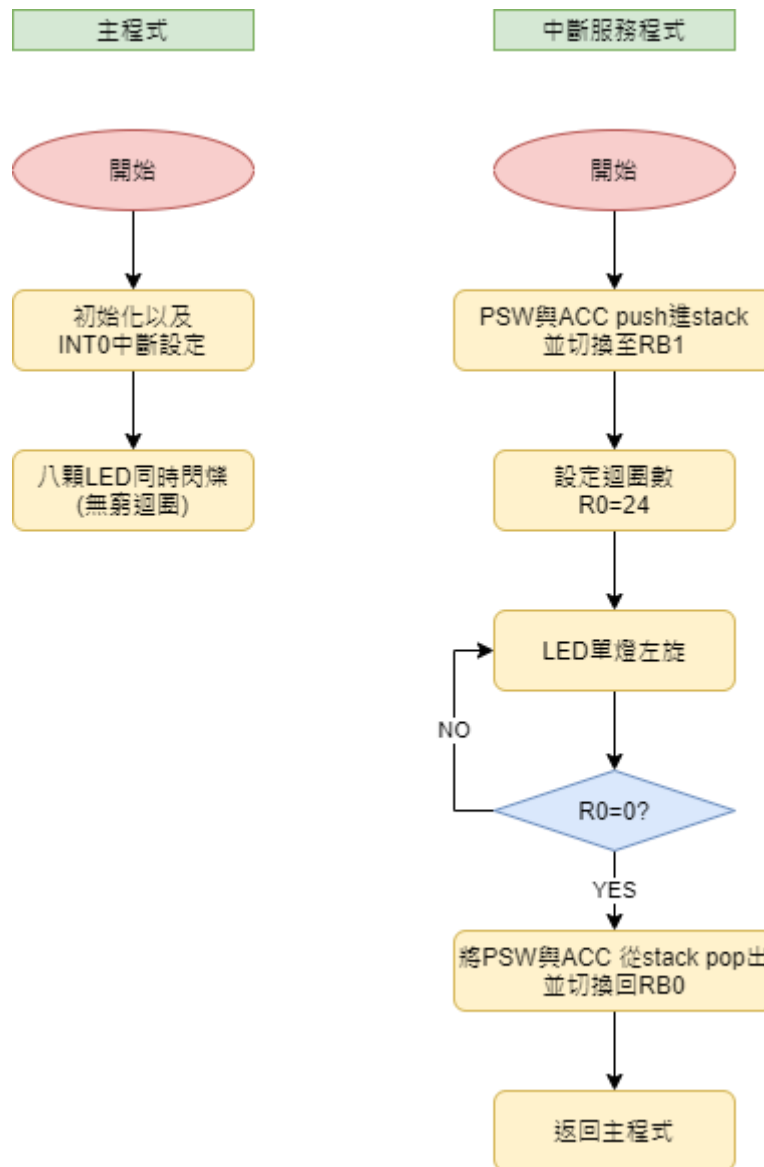 主程式
開始
初始化以及
INT0中斷設定
八顆LED同時閃爍
(無窮迴圈)
中斷服務程式
開始
PSW與ACC push進stack
並切換至RB1
設定迴圈數
R0=24
LED單燈左旋
NO
R0=0?
YES
將PSW與ACC 從stack pop出
並切換回RB0
返回主程式